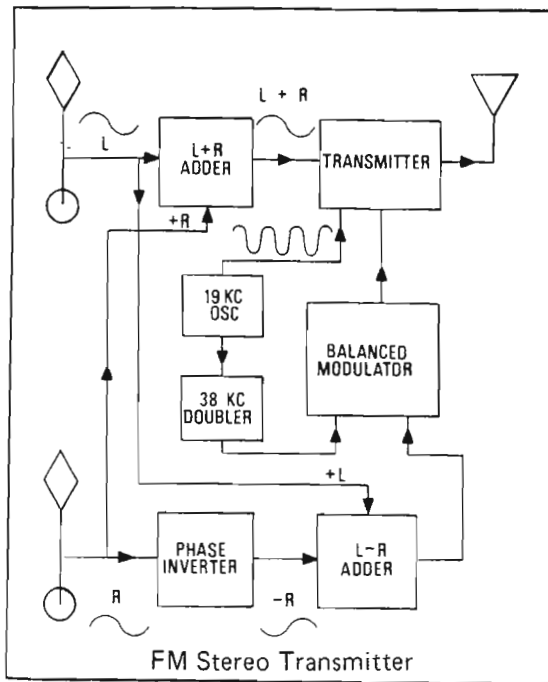 L + R
L
L+R
ADDER
TRANSMITTER
+R
19 KC
OSC
BALANCED
MODULATOR
38 KC
DOUBLER
+L
PHASE
INVERTER
L-R
ADDER
R
-R
FM Stereo Transmitter